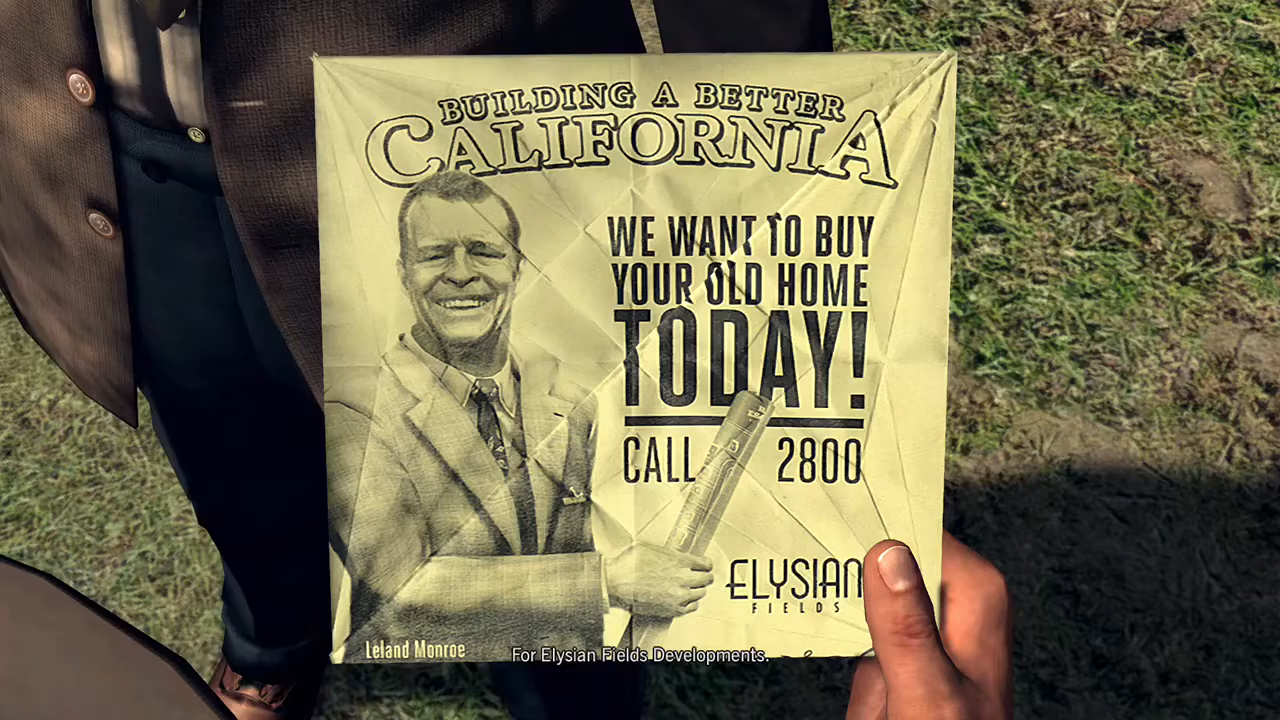 BUILDING A BETTER
CALIFORNIA
WE WANT TO BUY
YOUR OLD HOME
TODAY!
CALL 2800
ELYSIAN
FIELDS
Leland Monroe
For Elysian Fields Developments.